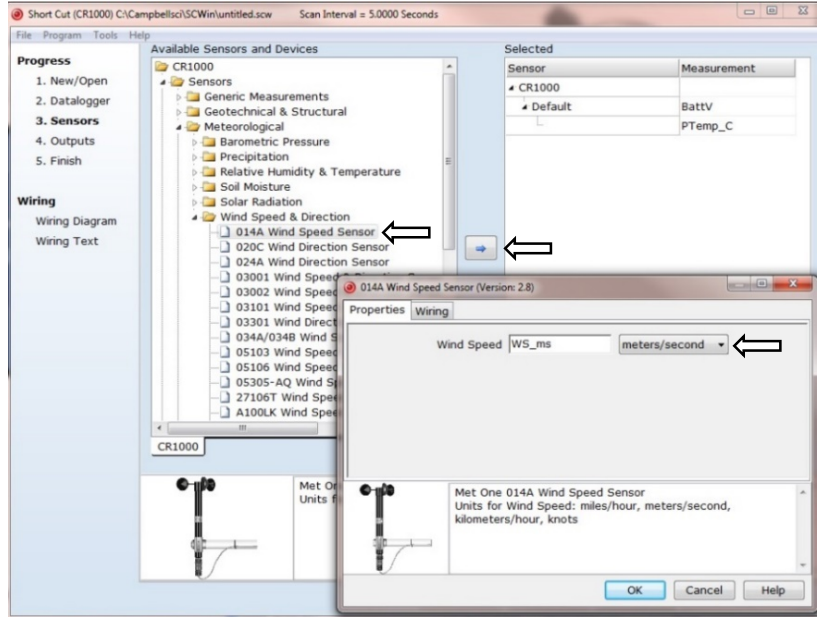 Short Cut (CR1000) C:\Campbellsci\SCWin\untitled.scw Scan Interval = 5.0000 Seconds
File Program Tools Help
Progress
1. New/Open
2. Datalogger
3. Sensors
4. Outputs
5. Finish
Wiring
Wiring Diagram
Wiring Text
Available Sensors and Devices
CR1000
Sensors
Generic Measurements
Geotechnical & Structural
Meteorological
Barometric Pressure
Precipitation
Relative Humidity & Temperature
Soil Moisture
Solar Radiation
Wind Speed & Direction
014A Wind Speed Sensor
020C Wind Direction Sensor
024A Wind Direction Sensor
03001 Wind Speed
03002 Wind Speed
03101 Wind Speed
03301 Wind Direct
034A/034B Wind S
05103 Wind Speed
05106 Wind Speed
05305-AQ Wind Sp
27106T Wind Spee
A100LK Wind Spee
CR1000
Met On
Units f
Selected
Sensor Measurement
CR1000
Default BattV
PTemp_C
014A Wind Speed Sensor (Version: 2.8)
Properties Wiring
Wind Speed WS_ms meters/second
Met One 014A Wind Speed Sensor
Units for Wind Speed: miles/hour, meters/second,
kilometers/hour, knots
OK Cancel Help